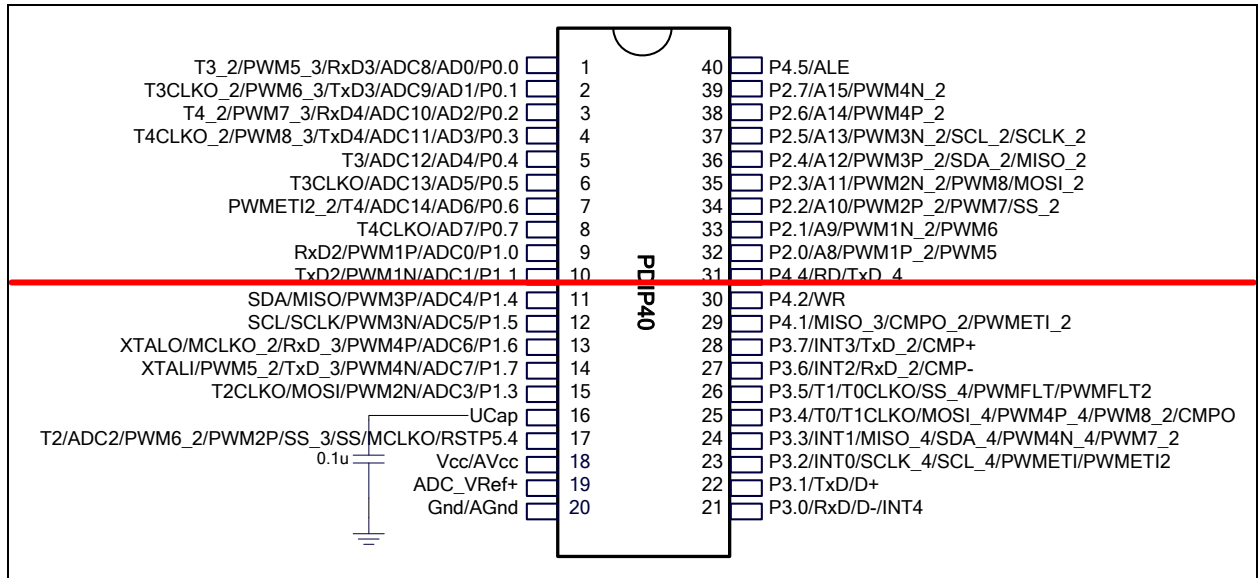 T3_2/PWM5_3/RxD3/ADC8/AD0/P0.0 1 40 P4.5/ALE
T3CLKO_2/PWM6_3/TxD3/ADC9/AD1/P0.1 2 39 P2.7/A15/PWM4N_2
T4_2/PWM7_3/RxD4/ADC10/AD2/P0.2 3 38 P2.6/A14/PWM4P_2
T4CLKO_2/PWM8_3/TxD4/ADC11/AD3/P0.3 4 37 P2.5/A13/PWM3N_2/SCL_2/SCLK_2
T3/ADC12/AD4/P0.4 5 36 P2.4/A12/PWM3P_2/SDA_2/MISO_2
T3CLKO/ADC13/AD5/P0.5 6 35 P2.3/A11/PWM2N_2/PWM8/MOSI_2
PWMETI2_2/T4/ADC14/AD6/P0.6 7 34 P2.2/A10/PWM2P_2/PWM7/SS_2
T4CLKO/AD7/P0.7 8 33 P2.1/A9/PWM1N_2/PWM6
RxD2/PWM1P/ADC0/P1.0 9 32 P2.0/A8/PWM1P_2/PWM5
TxD2/PWM1N/ADC1/P1.1 10 31 P4.4/RD/TxD_4
PDIP40
SDA/MISO/PWM3P/ADC4/P1.4 11 30 P4.2/WR
SCL/SCLK/PWM3N/ADC5/P1.5 12 29 P4.1/MISO_3/CMPO_2/PWMETI_2
XTALO/MCLKO_2/RxD_3/PWM4P/ADC6/P1.6 13 28 P3.7/INT3/TxD_2/CMP+
XTALI/PWM5_2/TxD_3/PWM4N/ADC7/P1.7 14 27 P3.6/INT2/RxD_2/CMP-
T2CLKO/MOSI/PWM2N/ADC3/P1.3 15 26 P3.5/T1/T0CLKO/SS_4/PWMFLT/PWMFLT2
UCap 16 25 P3.4/T0/T1CLKO/MOSI_4/PWM4P_4/PWM8_2/CMPO
T2/ADC2/PWM6_2/PWM2P/SS_3/SS/MCLKO/RSTP5.4 17 24 P3.3/INT1/MISO_4/SDA_4/PWM4N_4/PWM7_2
0.1u
Vcc/AVcc 18 23 P3.2/INT0/SCLK_4/SCL_4/PWMETI/PWMETI2
ADC_VRef+ 19 22 P3.1/TxD/D+
Gnd/AGnd 20 21 P3.0/RxD/D-/INT4